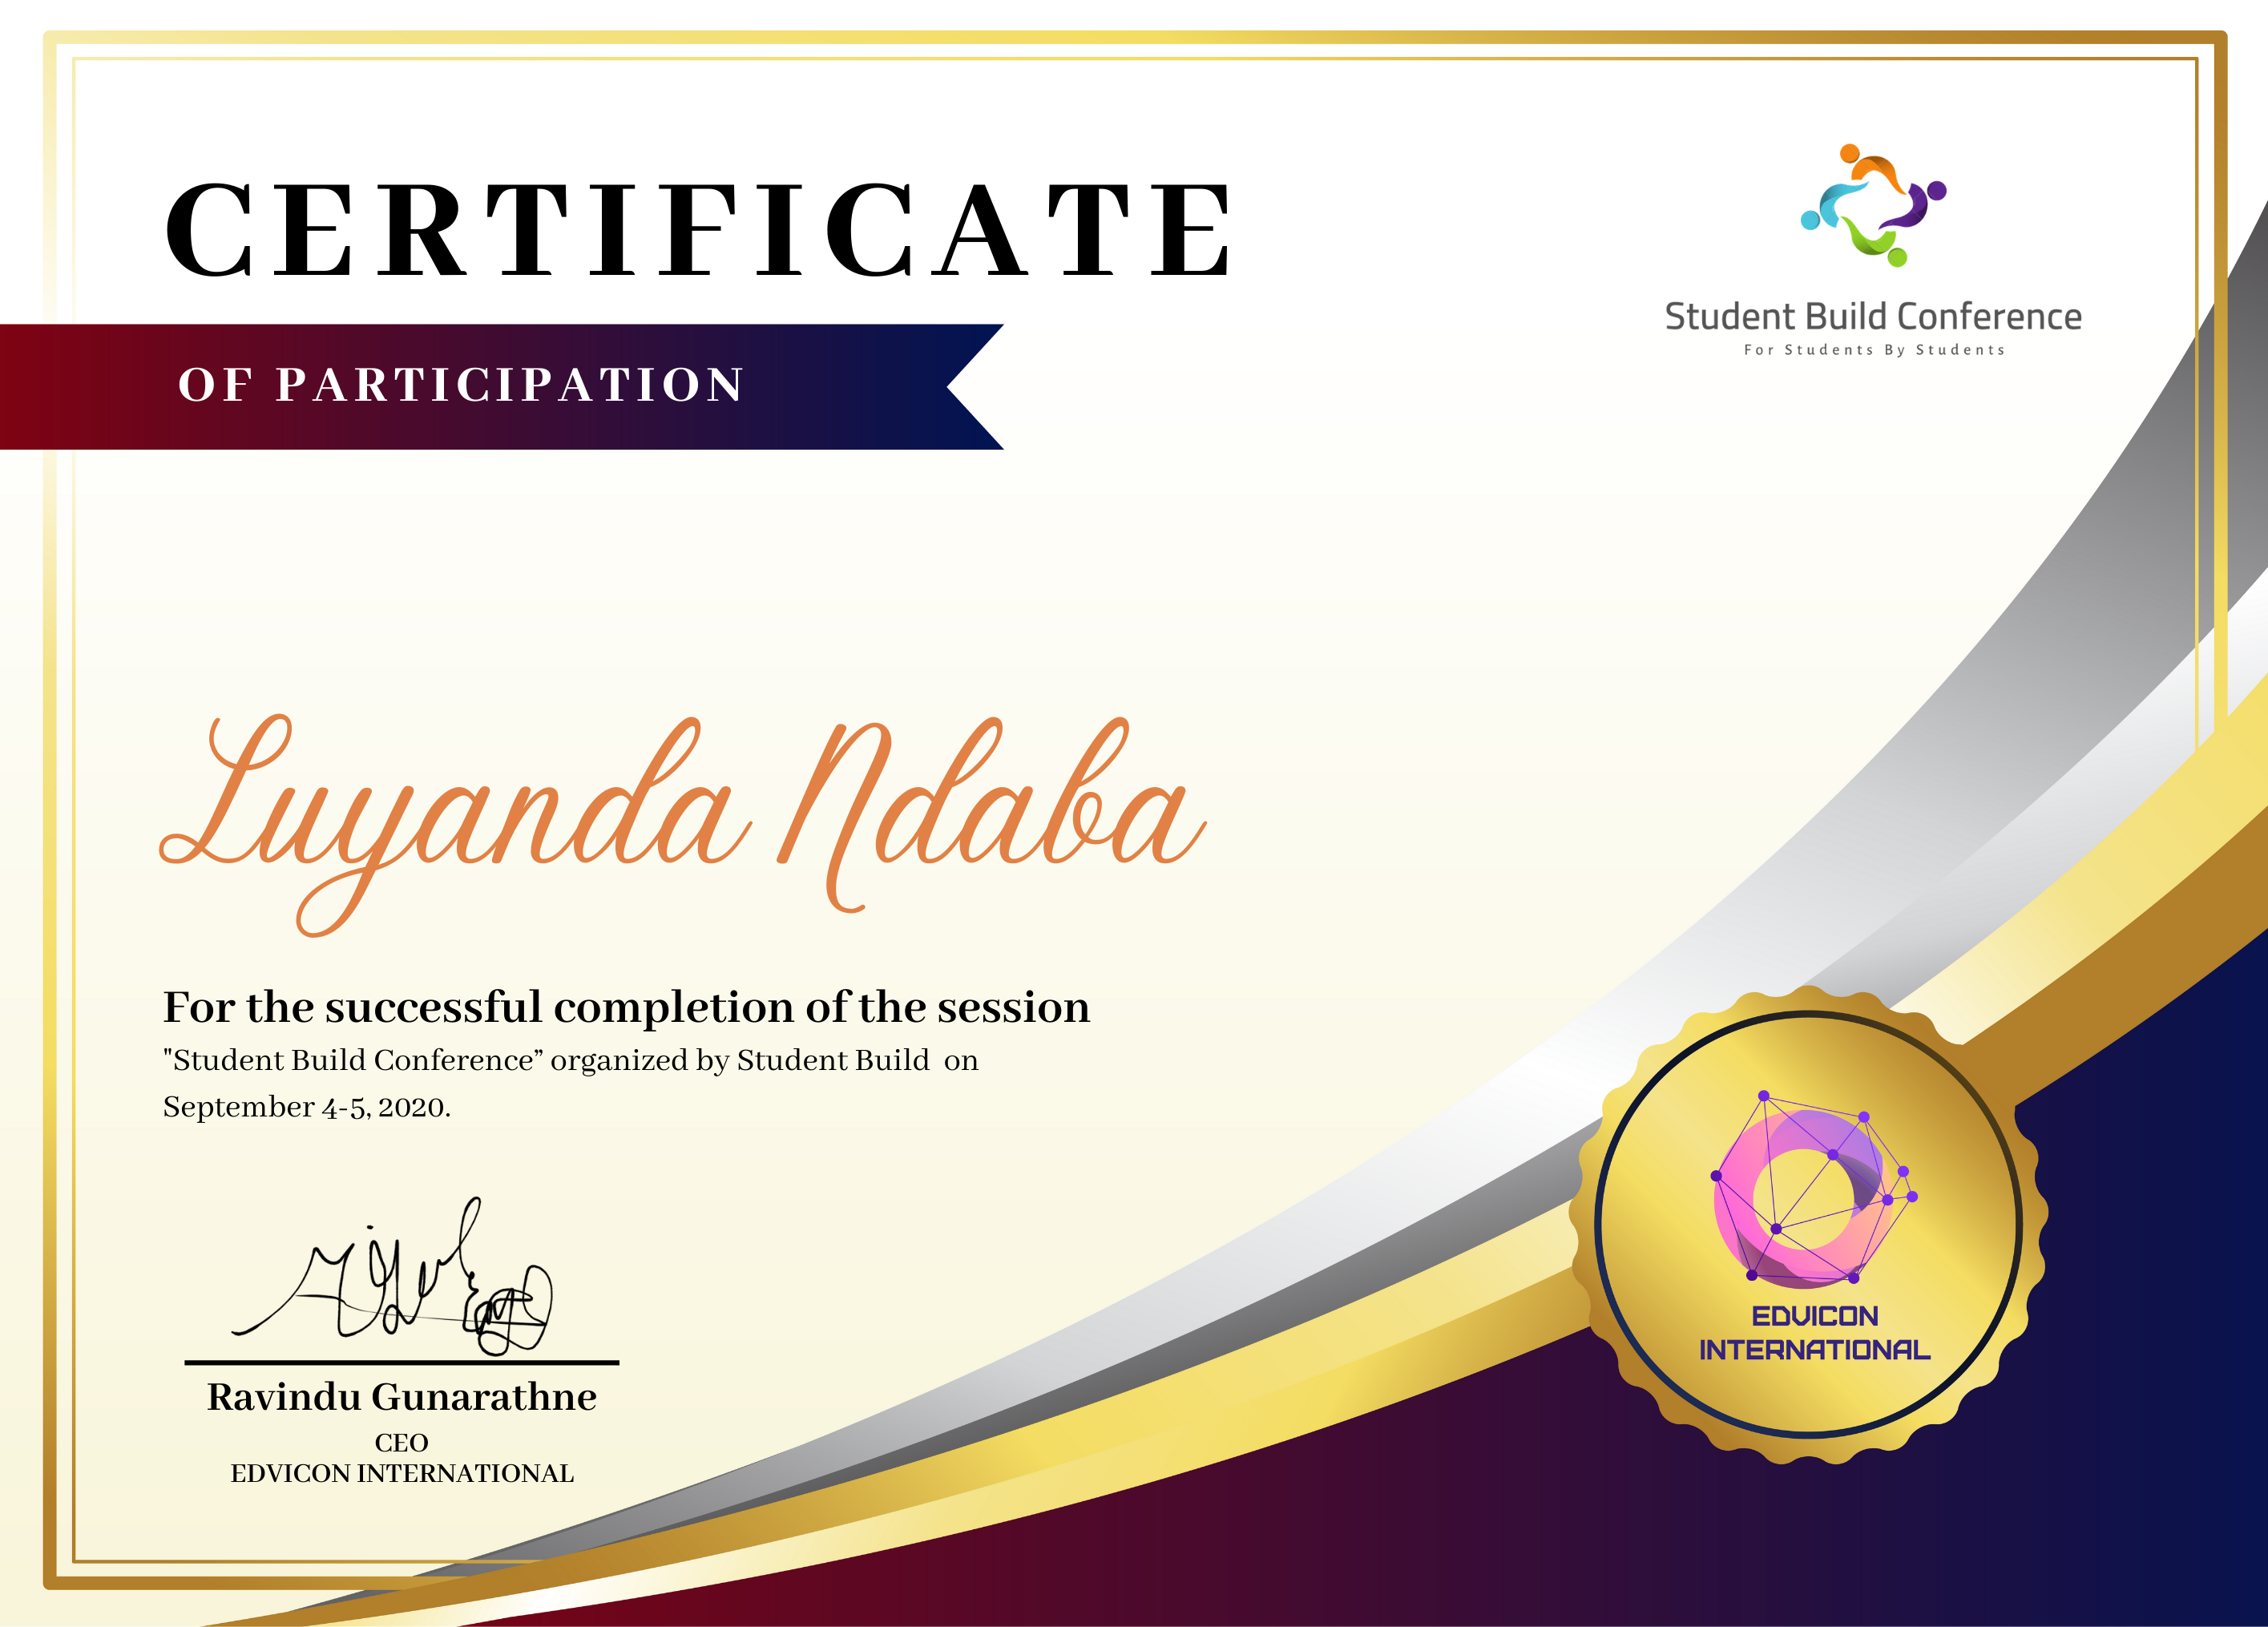 CERTIFICATE
OF PARTICIPATION
Student Build Conference
For Students By Students
Luyanda Ndaba
For the successful completion of the session
"Student Build Conference” organized by Student Build  on
September 4-5, 2020.
Ravindu Gunarathne
CEO
EDVICON INTERNATIONAL
EDVICON
INTERNATIONAL